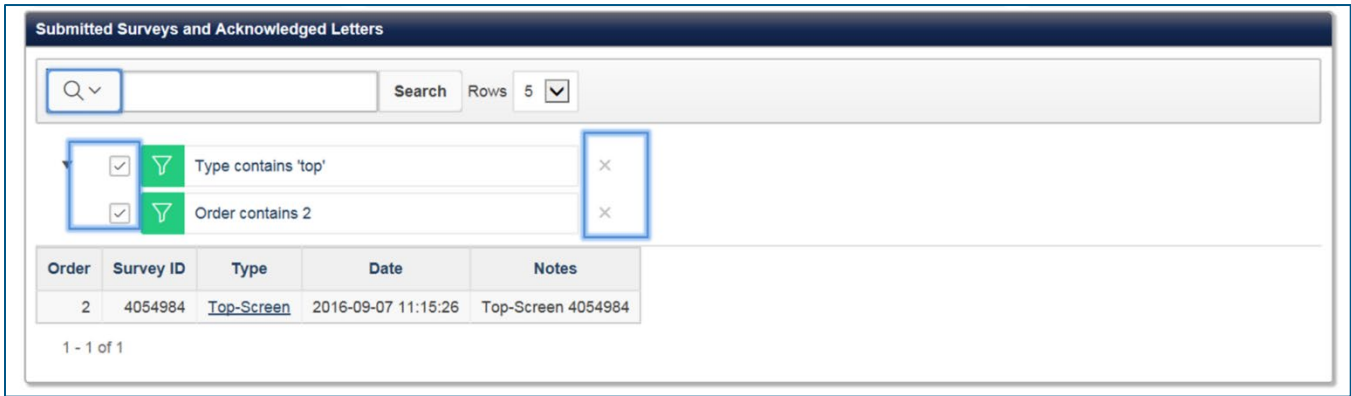 Submitted Surveys and Acknowledged Letters
Search Rows 5
Type contains 'top'
Order contains 2
Order Survey ID Type Date Notes
2 4054984 Top-Screen 2016-09-07 11:15:26 Top-Screen 4054984
1 - 1 of 1